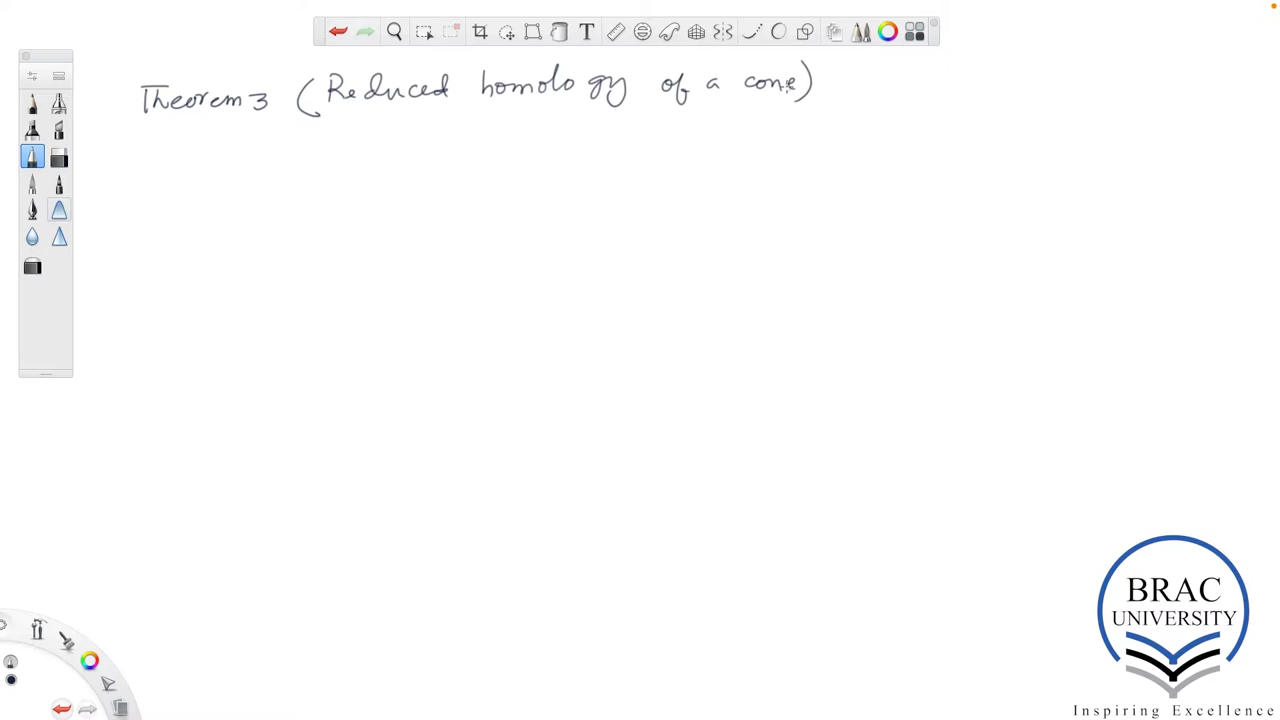 Theorem 3 (Reduced homology of a cone)
BRAC
UNIVERSITY
Inspiring Excellence